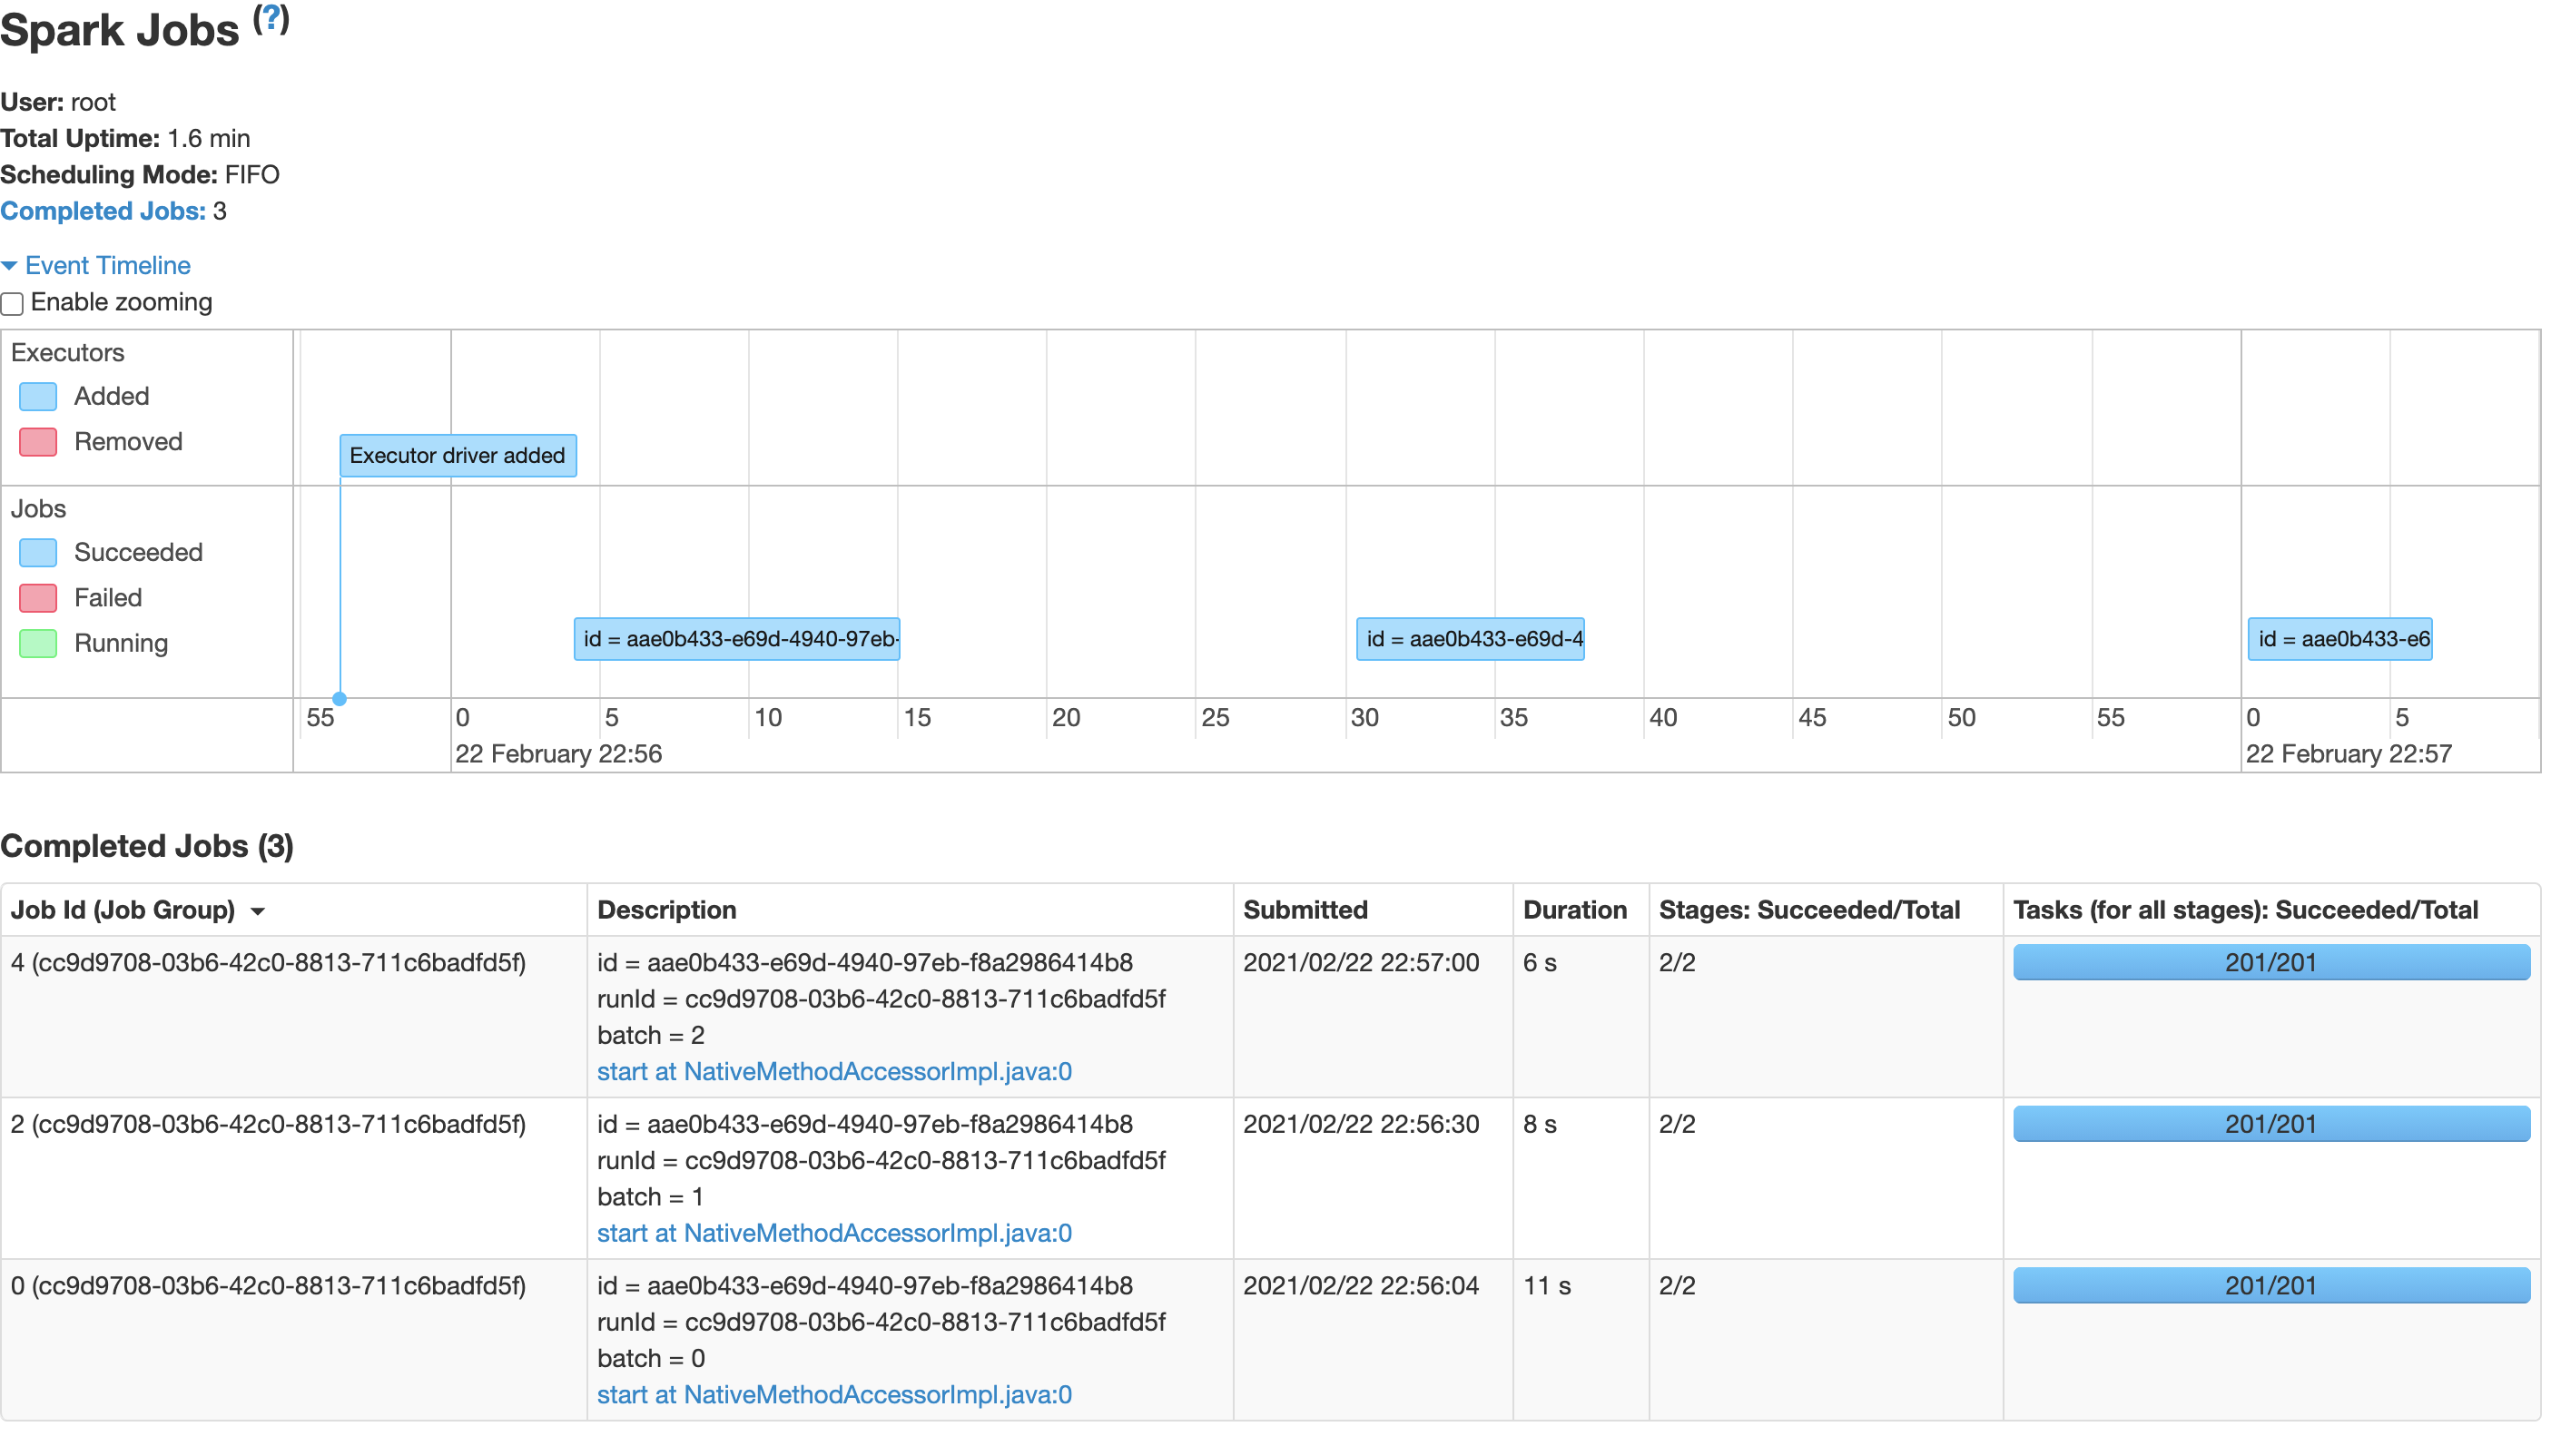 Spark Jobs (?)
User: root
Total Uptime: 1.6 min
Scheduling Mode: FIFO
Completed Jobs: 3
Event Timeline
Enable zooming
Executors
Added
Removed
Executor driver added
Jobs
Succeeded
Failed
Running
id = aae0b433-e69d-4940-97eb-
id = aae0b433-e69d-4
id = aae0b433-e6
55 0 5 10 15 20 25 30 35 40 45 50 55 0 5
22 February 22:56 22 February 22:57
Completed Jobs (3)
Job Id (Job Group) Description Submitted Duration Stages: Succeeded/Total Tasks (for all stages): Succeeded/Total
4 (cc9d9708-03b6-42c0-8813-711c6badfd5f) id = aae0b433-e69d-4940-97eb-f8a2986414b8 2021/02/22 22:57:00 6 s 2/2 201/201
runId = cc9d9708-03b6-42c0-8813-711c6badfd5f
batch = 2
start at NativeMethodAccessorImpl.java:0
2 (cc9d9708-03b6-42c0-8813-711c6badfd5f) id = aae0b433-e69d-4940-97eb-f8a2986414b8 2021/02/22 22:56:30 8 s 2/2 201/201
runId = cc9d9708-03b6-42c0-8813-711c6badfd5f
batch = 1
start at NativeMethodAccessorImpl.java:0
0 (cc9d9708-03b6-42c0-8813-711c6badfd5f) id = aae0b433-e69d-4940-97eb-f8a2986414b8 2021/02/22 22:56:04 11 s 2/2 201/201
runId = cc9d9708-03b6-42c0-8813-711c6badfd5f
batch = 0
start at NativeMethodAccessorImpl.java:0